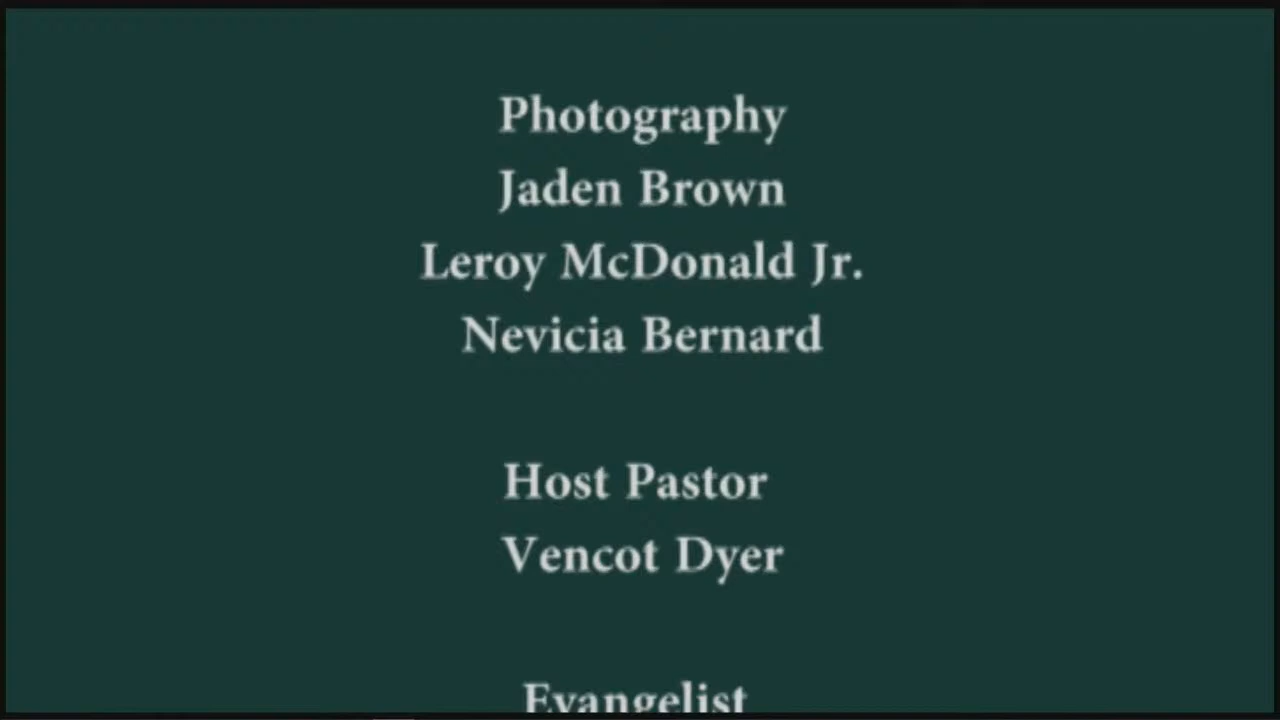 Photography
Jaden Brown
Leroy McDonald Jr.
Nevicia Bernard
Host Pastor
Vencot Dyer
Evangelist